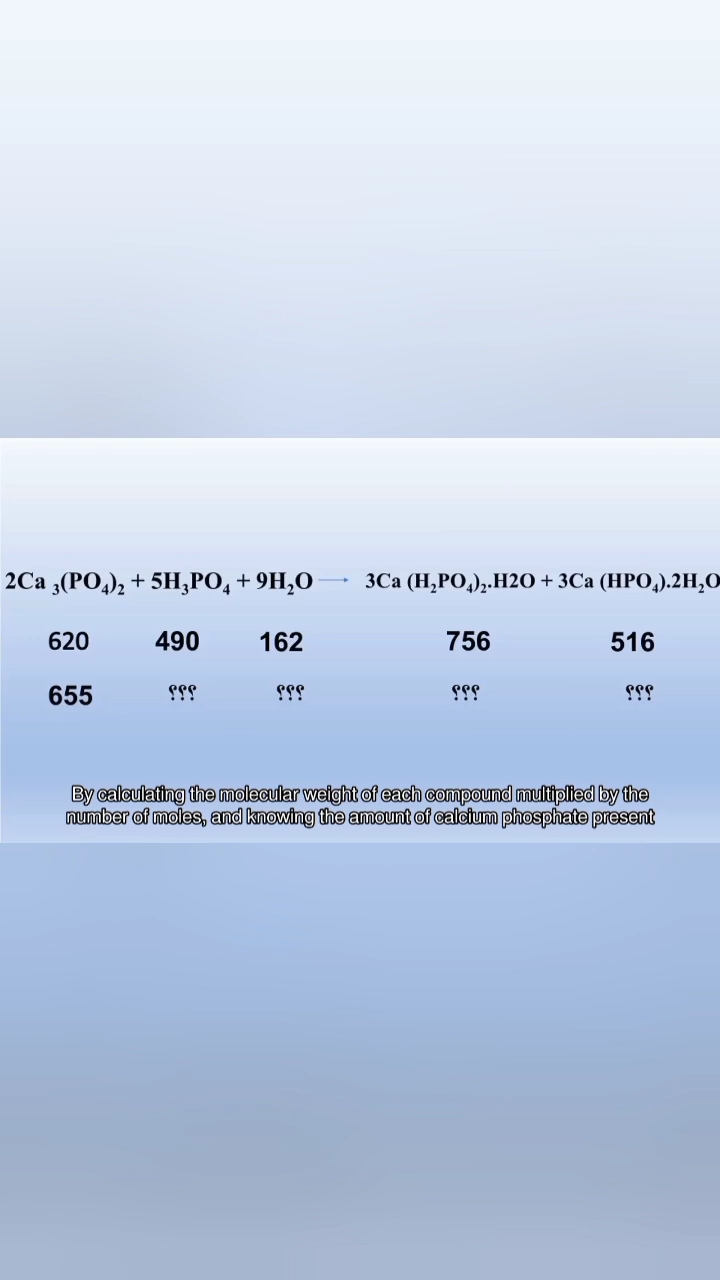 2Ca ₃(PO₄)₂ + 5H₃PO₄ + 9H₂O → 3Ca (H₂PO₄)₂.H2O + 3Ca (HPO₄).2H₂O
620 490 162 756 516
655 ؟؟؟ ؟؟؟ ؟؟؟ ؟؟؟
By calculating the molecular weight of each compound multiplied by the
number of moles, and knowing the amount of calcium phosphate present